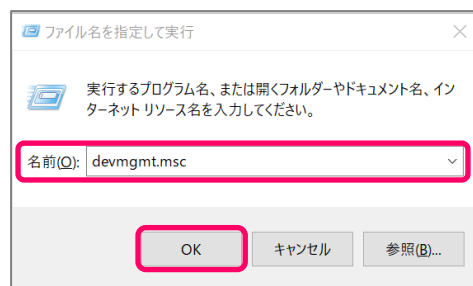 ファイル名を指定して実行
実行するプログラム名、または開くフォルダーやドキュメント名、イン
ターネット リソース名を入力してください。
名前(O): devmgmt.msc
OK キャンセル 参照(B)...